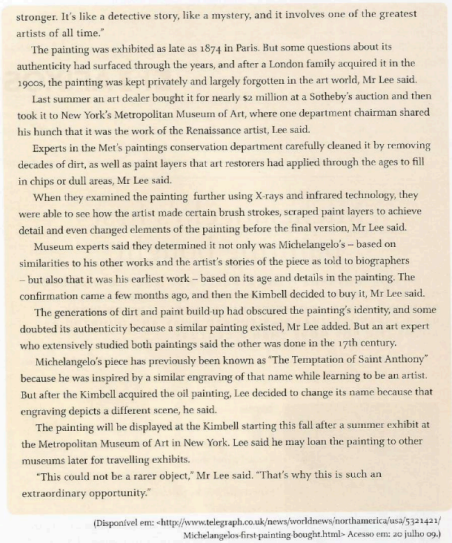 stronger. It's like a detective story, like a mystery, and it involves one of the greatest
artists of all time."
The painting was exhibited as late as 1874 in Paris. But some questions about its
authenticity had surfaced through the years, and after a London family acquired it in the
1900s, the painting was kept privately and largely forgotten in the art world, Mr Lee said.
Last summer an art dealer bought it for nearly $2 million at a Sotheby's auction and then
took it to New York's Metropolitan Museum of Art, where one department chairman shared
his hunch that it was the work of the Renaissance artist, Lee said.
Experts in the Met's paintings conservation department carefully cleaned it by removing
decades of dirt, as well as paint layers that art restorers had applied through the ages to fill
in chips or dull areas, Mr Lee said.
When they examined the painting further using X-rays and infrared technology, they
were able to see how the artist made certain brush strokes, scraped paint layers to achieve
detail and even changed elements of the painting before the final version, Mr Lee said.
Museum experts said they determined it not only was Michelangelo's – based on
similarities to his other works and the artist's stories of the piece as told to biographers
– but also that it was his earliest work – based on its age and details in the painting. The
confirmation came a few months ago, and then the Kimbell decided to buy it, Mr Lee said.
The generations of dirt and paint build-up had obscured the painting's identity, and some
doubted its authenticity because a similar painting existed, Mr Lee added. But an art expert
who extensively studied both paintings said the other was done in the 17th century.
Michelangelo's piece has previously been known as "The Temptation of Saint Anthony"
because he was inspired by a similar engraving of that name while learning to be an artist.
But after the Kimbell acquired the oil painting, Lee decided to change its name because that
engraving depicts a different scene, he said.
The painting will be displayed at the Kimbell starting this fall after a summer exhibit at
the Metropolitan Museum of Art in New York. Lee said he may loan the painting to other
museums later for travelling exhibits.
"This could not be a rarer object," Mr Lee said. "That's why this is such an
extraordinary opportunity."
(Disponível em: <http://www.telegraph.co.uk/news/worldnews/northamerica/usa/5321421/
Michelangelos-first-painting-bought.html> Acesso em: 20 julho 09.)